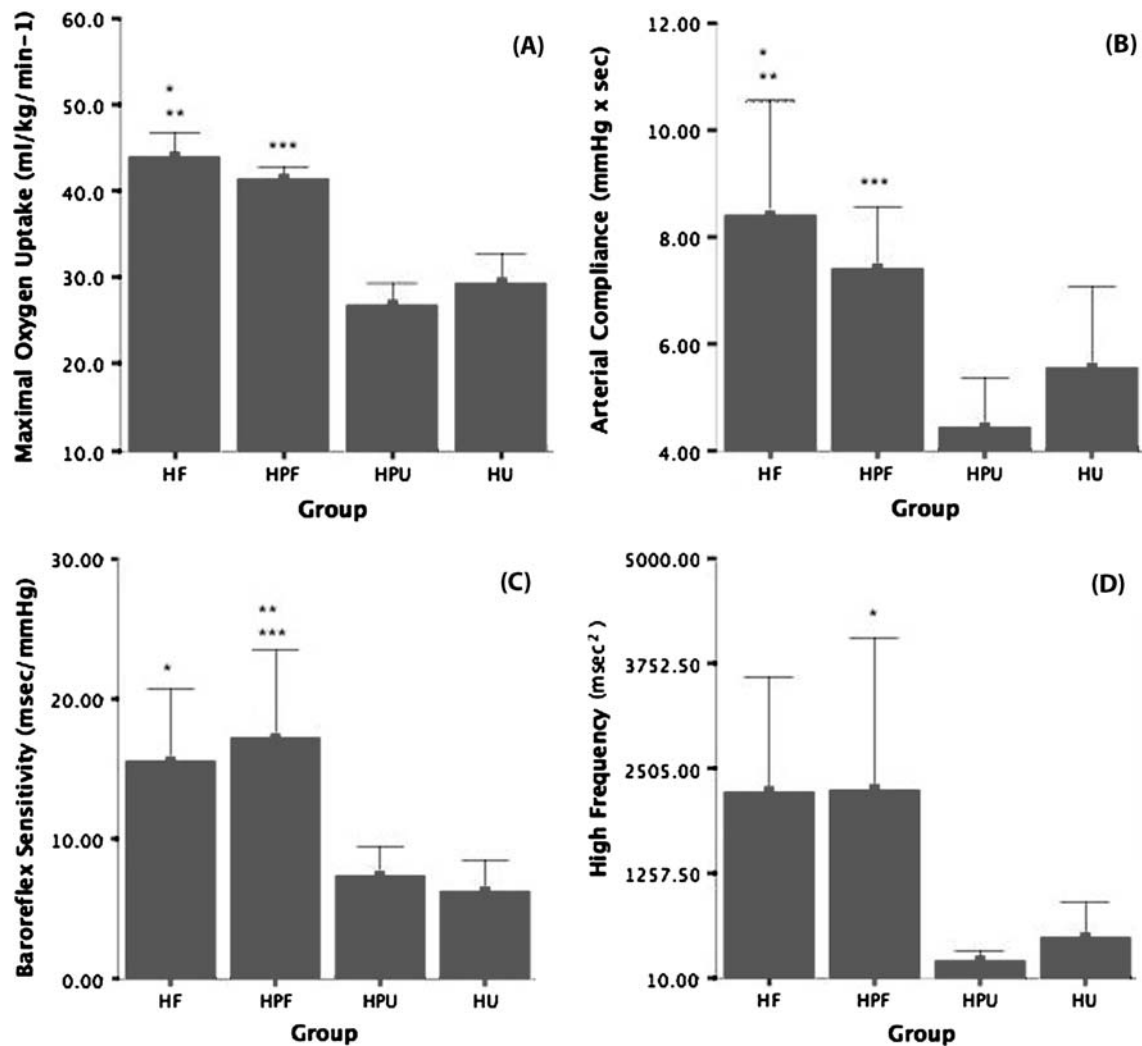 (A)
Maximal Oxygen Uptake (ml/kg/min-1)
60.0
50.0
40.0
30.0
20.0
10.0
*
**
***
HF HPF HPU HU
Group
(B)
Arterial Compliance (mmHg x sec)
12.00
10.00
8.00
6.00
4.00
*
**
***
HF HPF HPU HU
Group
(C)
Baroreflex Sensitivity (msec/mmHg)
30.00
20.00
10.00
0.00
*
**
***
HF HPF HPU HU
Group
(D)
High Frequency (msec²)
5000.00
3752.50
2505.00
1257.50
10.00
*
HF HPF HPU HU
Group